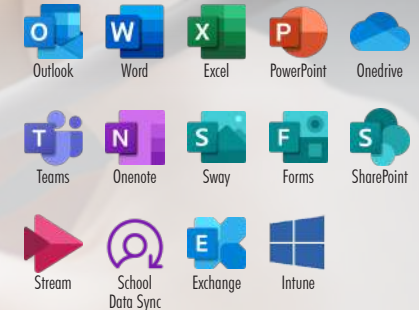 O
W
X
P
Outlook
Word
Excel
PowerPoint
Onedrive
T
N
S
F
S
Teams
Onenote
Sway
Forms
SharePoint
E
Stream
School
Data Sync
Exchange
Intune